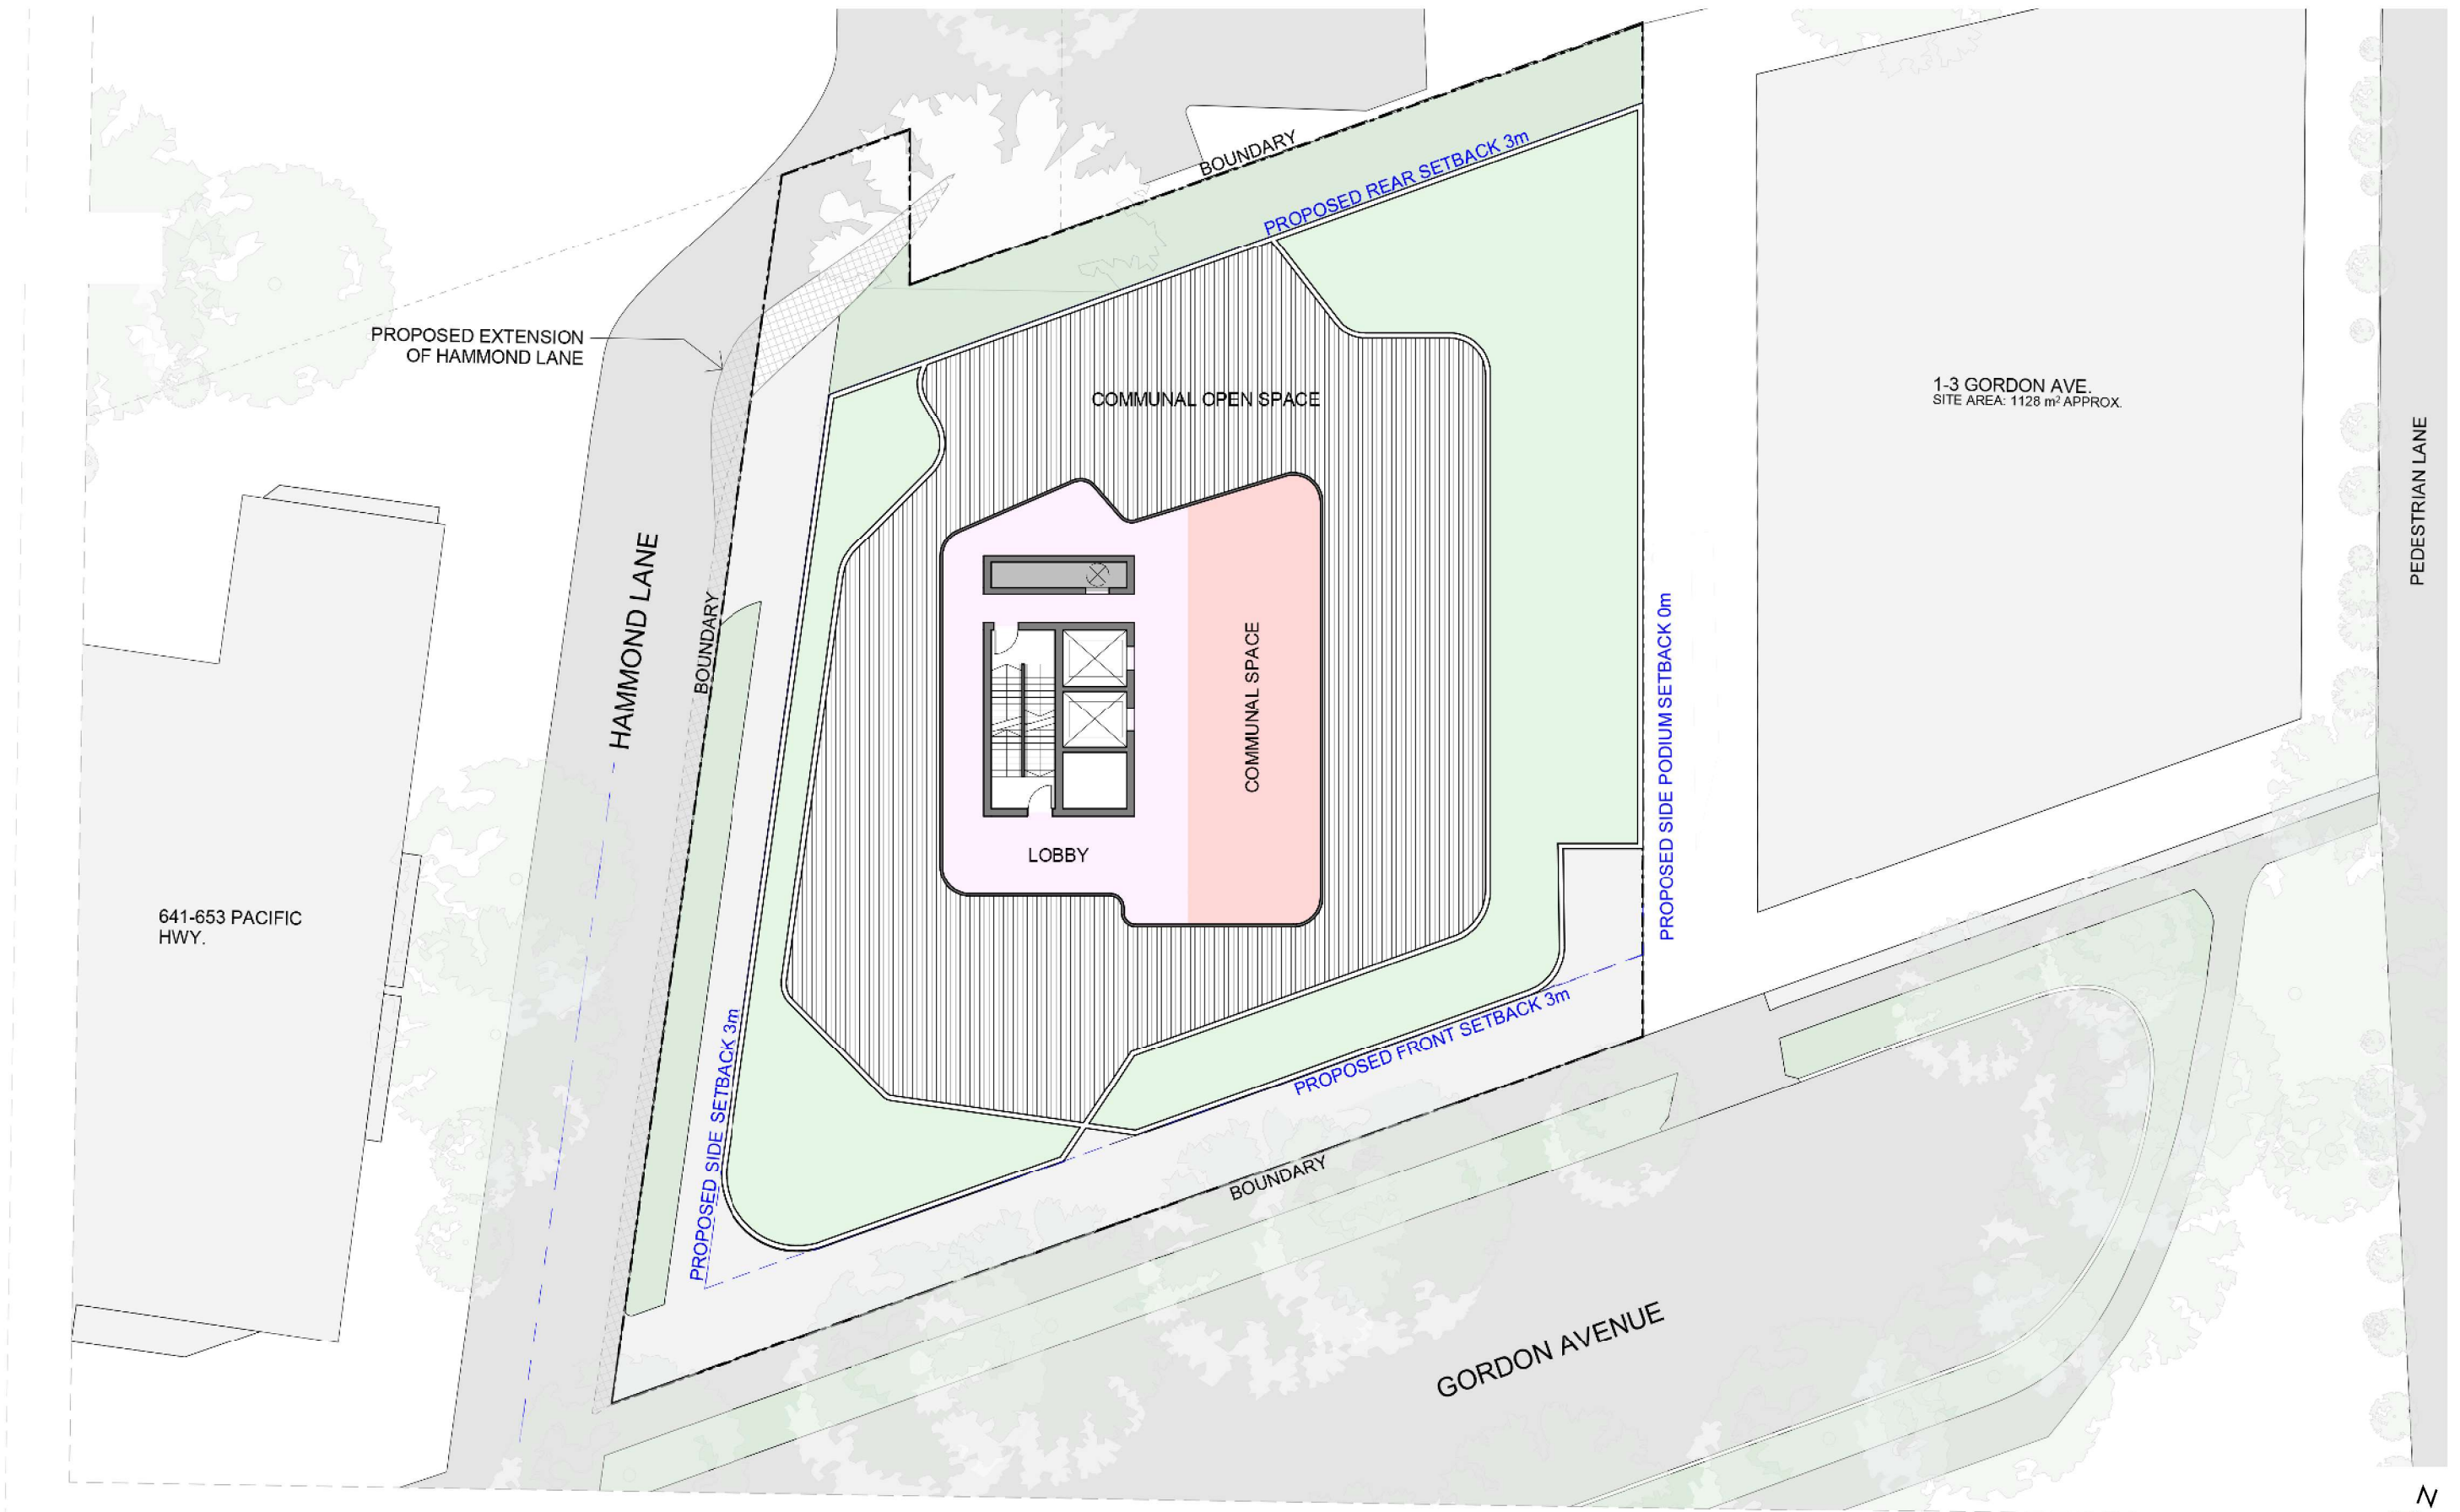 BOUNDARY
PROPOSED REAR SETBACK 3m
PROPOSED EXTENSION
OF HAMMOND LANE
COMMUNAL OPEN SPACE
1-3 GORDON AVE.
SITE AREA: 1128 m² APPROX.
PEDESTRIAN LANE
HAMMOND LANE
BOUNDARY
COMMUNAL SPACE
PROPOSED SIDE PODIUM SETBACK 0m
LOBBY
641-653 PACIFIC
HWY.
PROPOSED SIDE SETBACK 3m
PROPOSED FRONT SETBACK 3m
BOUNDARY
GORDON AVENUE
N